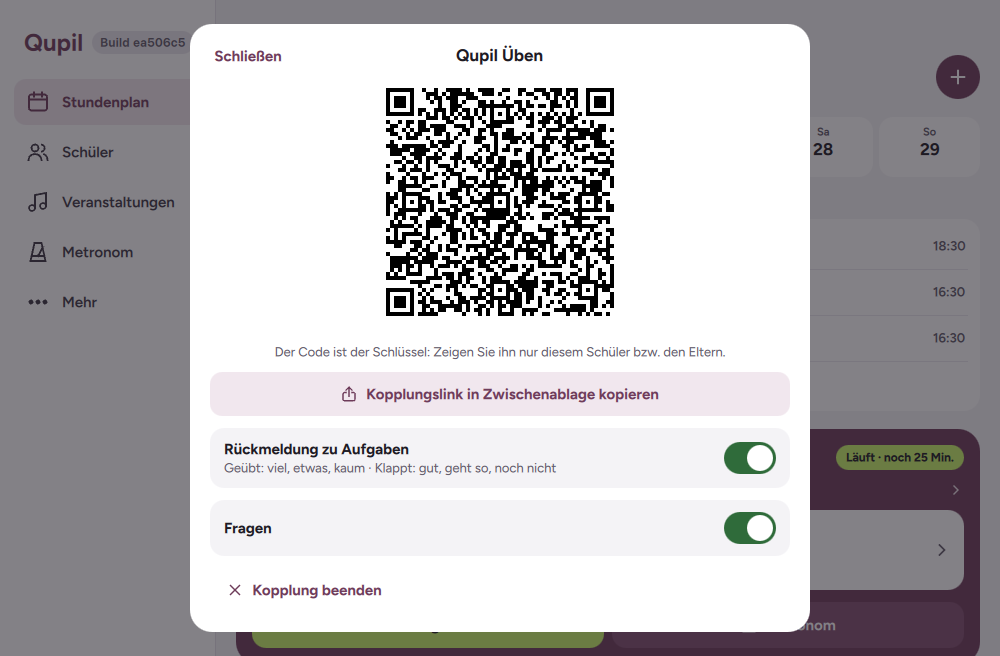 Qupil
Build ea506c5
Stundenplan
Schüler
Veranstaltungen
Metronom
Mehr
Schließen
Qupil Üben
Der Code ist der Schlüssel: Zeigen Sie ihn nur diesem Schüler bzw. den Eltern.
Kopplungslink in Zwischenablage kopieren
Rückmeldung zu Aufgaben
Geübt: viel, etwas, kaum · Klappt: gut, geht so, noch nicht
Fragen
Kopplung beenden
Sa
28
So
29
18:30
16:30
16:30
Läuft · noch 25 Min.